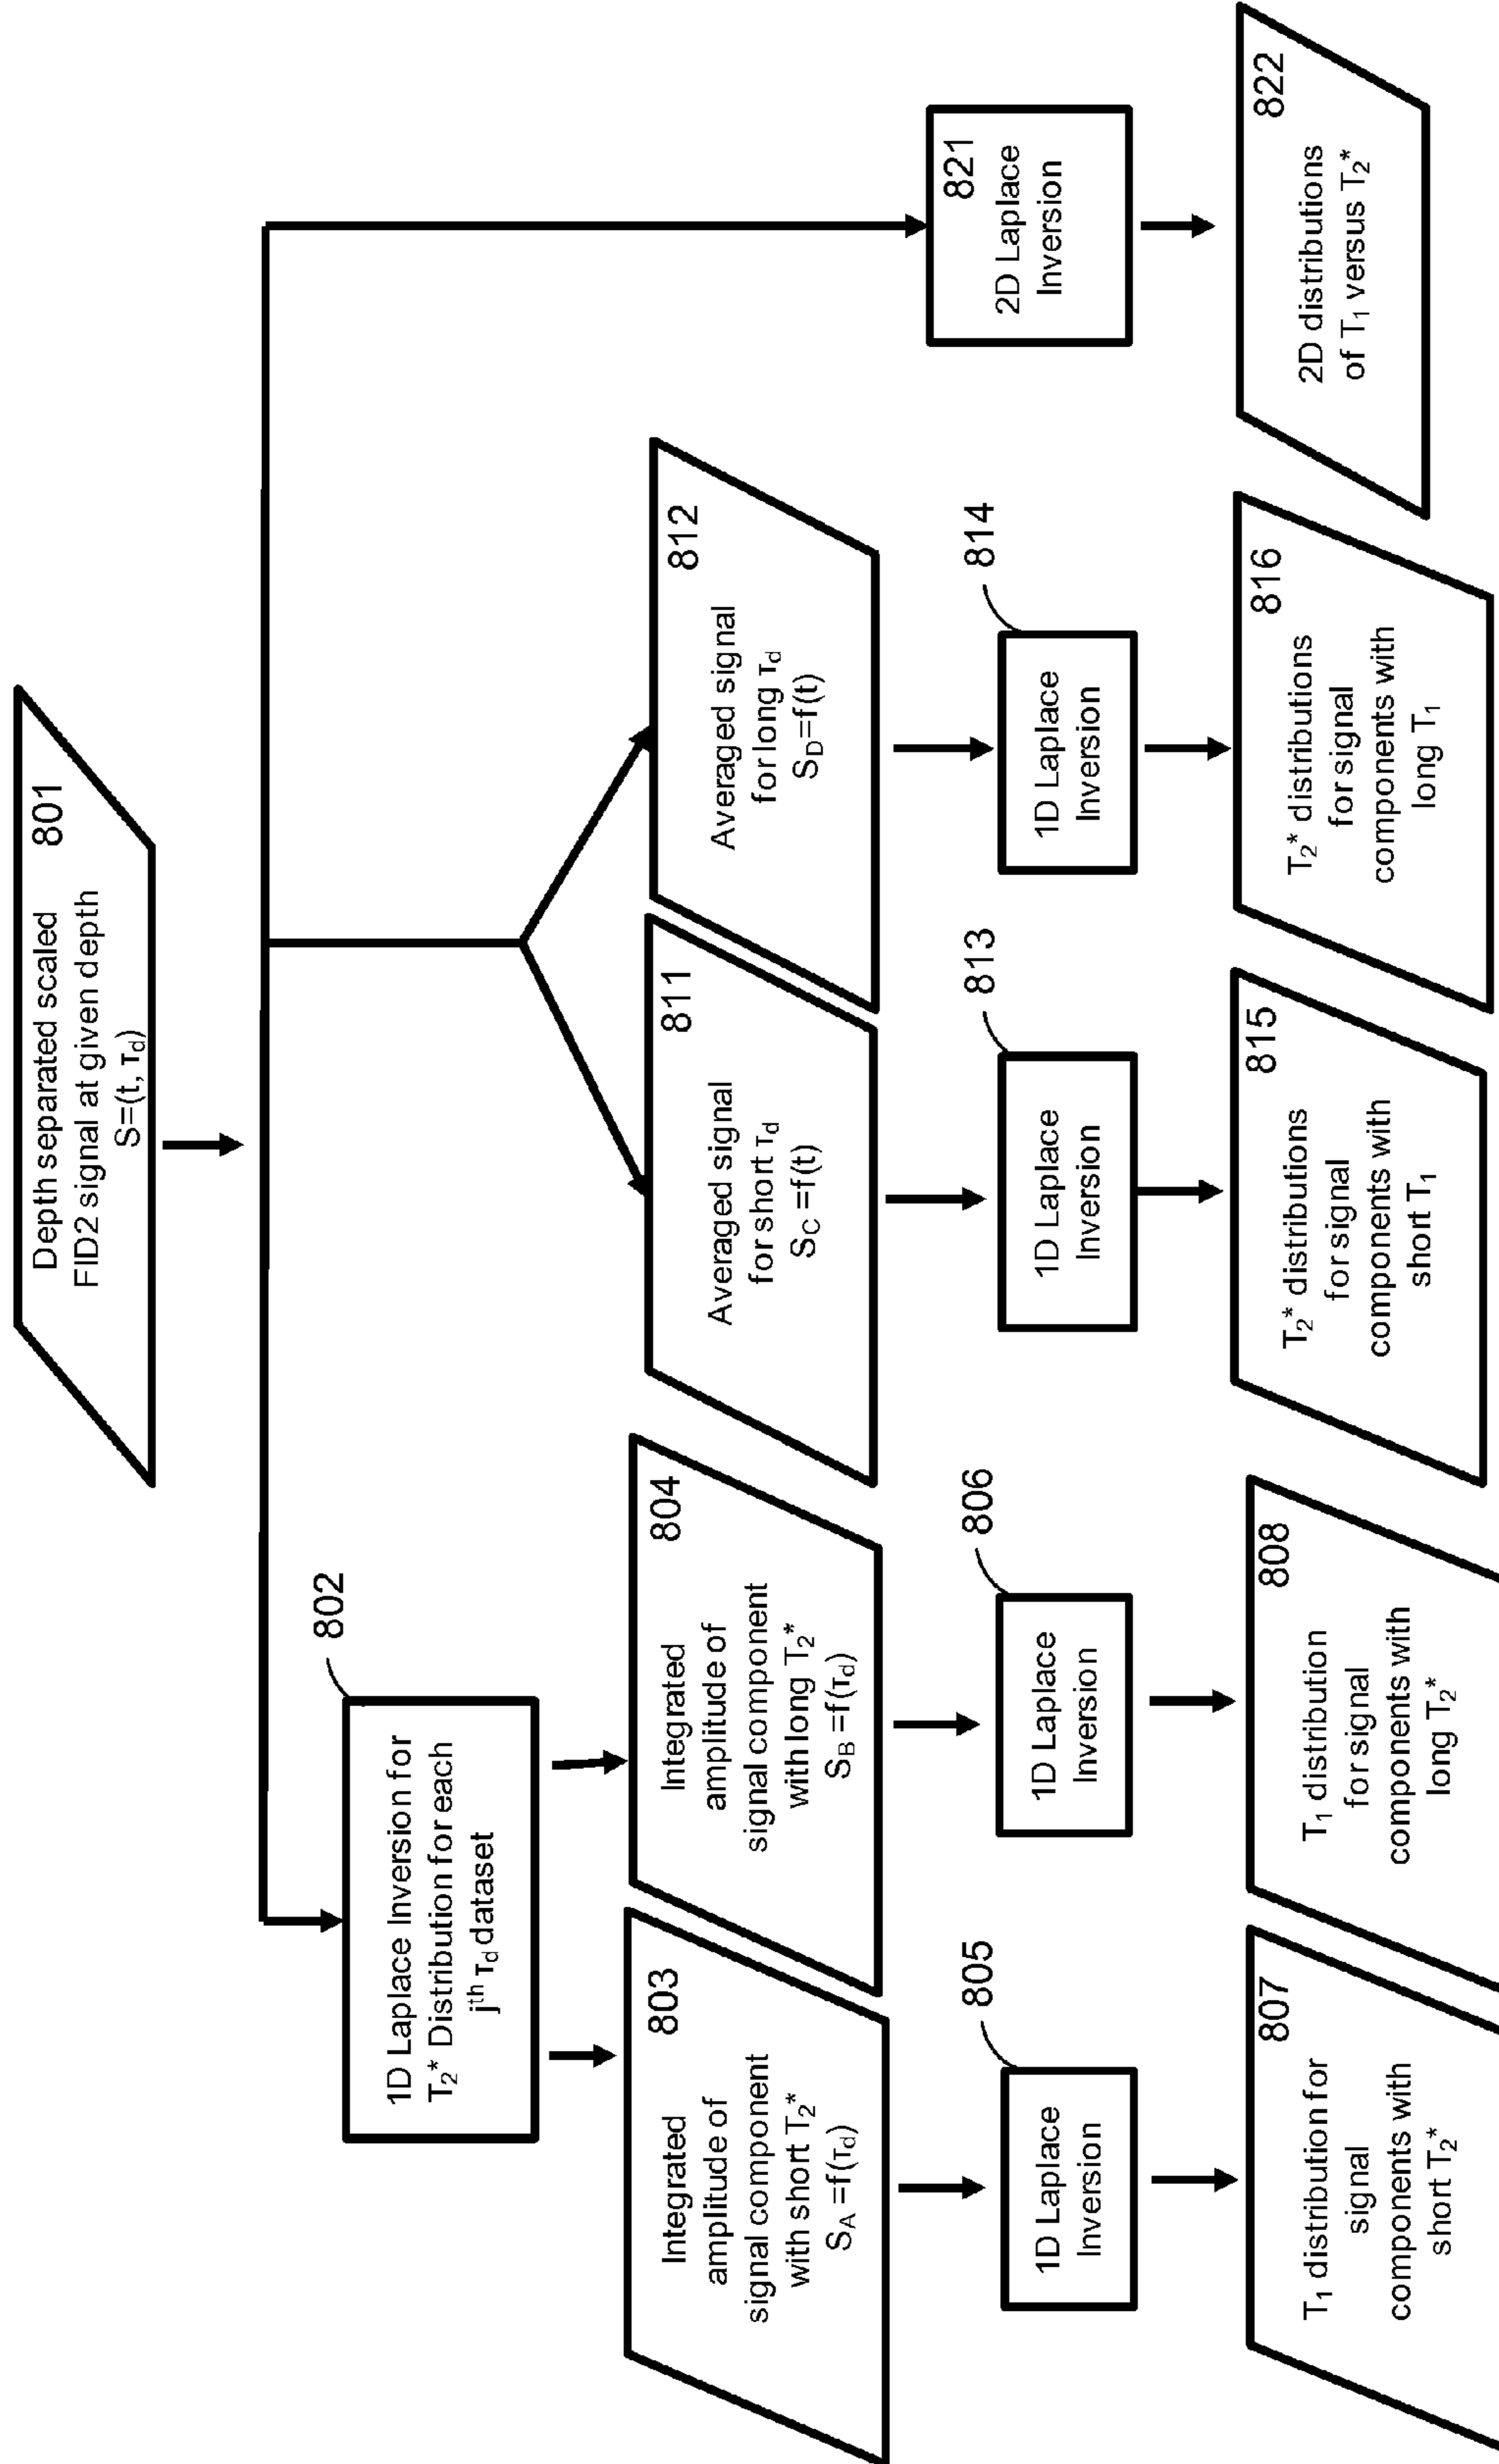 Depth separated scaled
801
FID2 signal at given depth
S=(t, τd)
802
1D Laplace Inversion for
T2* Distribution for each
jth τd dataset
803
Integrated
amplitude of
signal component
with short T2*
SA =f(τd)
804
Integrated
amplitude of
signal component
with long T2*
SB =f(τd)
811
Averaged signal
for short τd
SC =f(t)
812
Averaged signal
for long τd
SD=f(t)
821
2D Laplace
Inversion
805
1D Laplace
Inversion
806
1D Laplace
Inversion
813
1D Laplace
Inversion
814
1D Laplace
Inversion
807
T1 distribution for
signal
components with
short T2*
808
T1 distribution
for signal
components with
long T2*
815
T2* distributions
for signal
components with
short T1
816
T2* distributions
for signal
components with
long T1
822
2D distributions
of T1 versus T2*